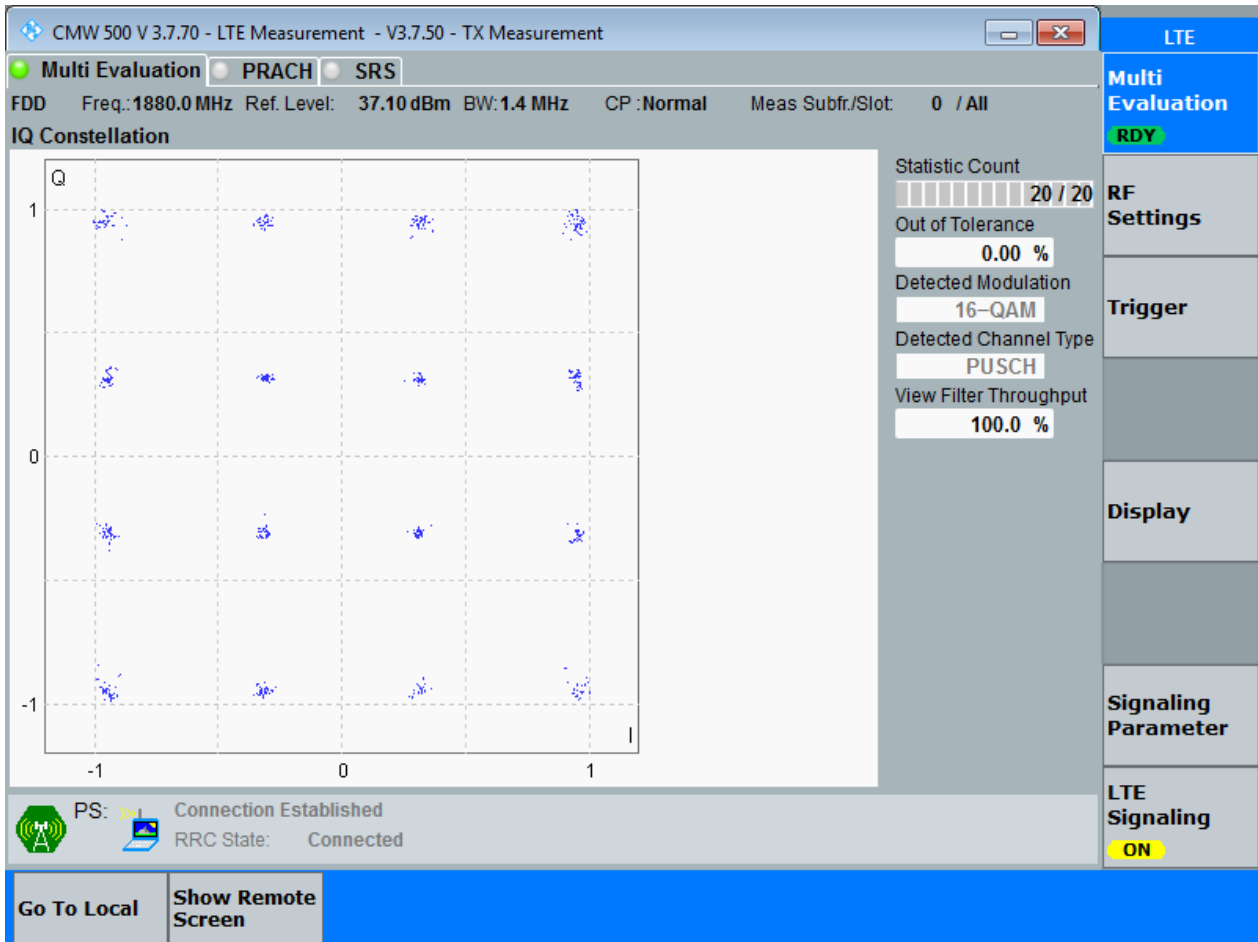 CMW 500 V 3.7.70 - LTE Measurement - V3.7.50 - TX Measurement
LTE
Multi Evaluation PRACH SRS
FDD Freq.: 1880.0 MHz Ref. Level: 37.10 dBm BW: 1.4 MHz CP : Normal Meas Subfr./Slot: 0 / All
IQ Constellation
Q
1
0
-1
I
-1 0 1
Statistic Count
20 / 20
Out of Tolerance
0.00 %
Detected Modulation
16-QAM
Detected Channel Type
PUSCH
View Filter Throughput
100.0 %
Multi
Evaluation
RDY
RF
Settings
Trigger
Display
Signaling
Parameter
LTE
Signaling
ON
PS: Connection Established
RRC State: Connected
Go To Local
Show Remote
Screen